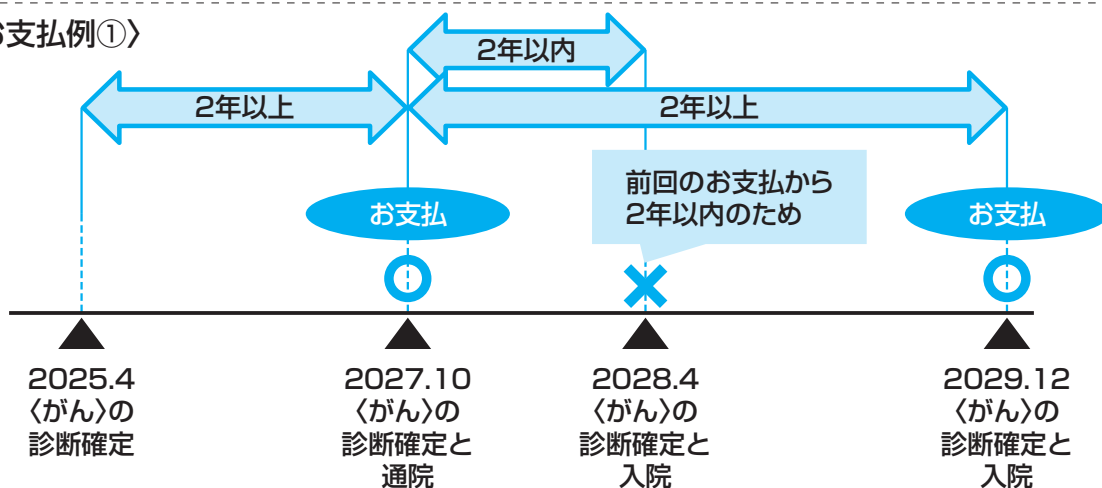 お支払例①〉
2年以内
2年以上
2年以上
前回のお支払から
2年以内のため
お支払
お支払
2025.4
〈がん〉の
診断確定
2027.10
〈がん〉の
診断確定と
通院
2028.4
〈がん〉の
診断確定と
入院
2029.12
〈がん〉の
診断確定と
入院